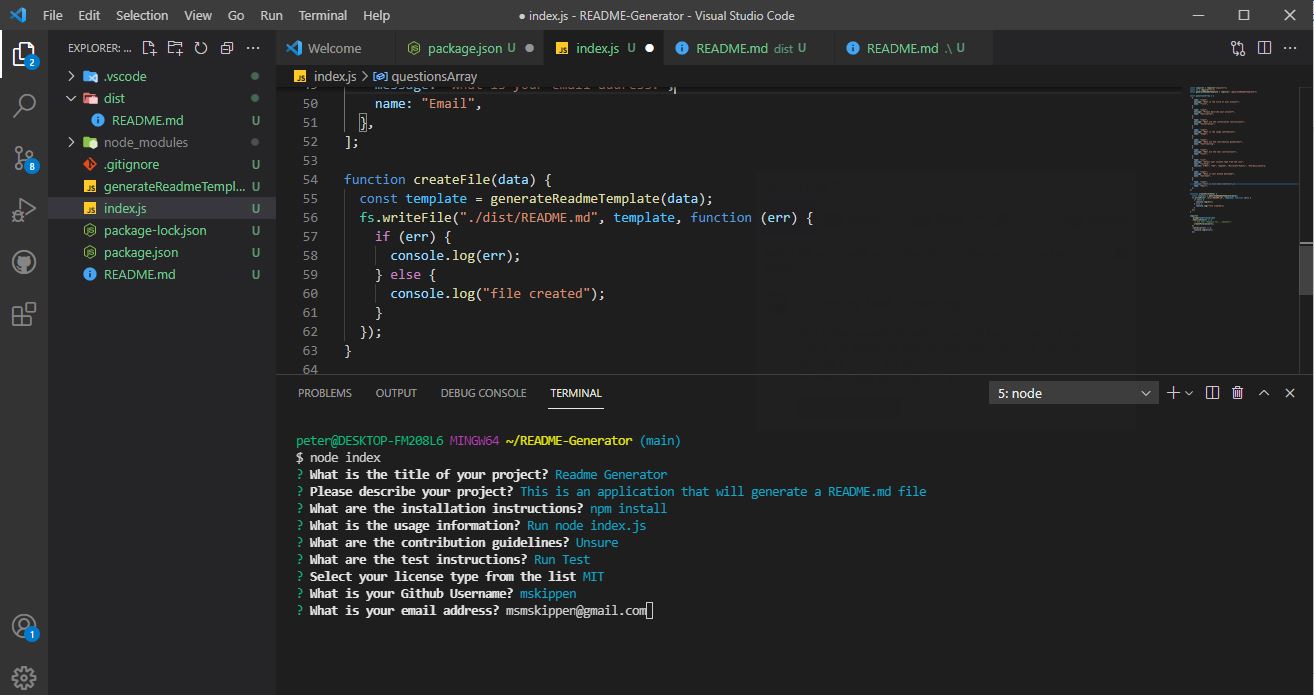 File Edit Selection View Go Run Terminal Help ● index.js - README-Generator - Visual Studio Code
EXPLORER: ...
Welcome package.json U index.js U README.md dist U README.md .\ U
index.js > questionsArray
.vscode
dist
README.md U
node_modules
.gitignore U
generateReadmeTempl... U
index.js U
package-lock.json U
package.json U
README.md U
2
8
1
50 name: "Email",
51 },
52 ];
53
54 function createFile(data) {
55 const template = generateReadmeTemplate(data);
56 fs.writeFile("./dist/README.md", template, function (err) {
57 if (err) {
58 console.log(err);
59 } else {
60 console.log("file created");
61 }
62 });
63 }
64
PROBLEMS OUTPUT DEBUG CONSOLE TERMINAL 5: node
peter@DESKTOP-FM208L6 MINGW64 ~/README-Generator (main)
$ node index
? What is the title of your project? Readme Generator
? Please describe your project? This is an application that will generate a README.md file
? What are the installation instructions? npm install
? What is the usage information? Run node index.js
? What are the contribution guidelines? Unsure
? What are the test instructions? Run Test
? Select your license type from the list MIT
? What is your Github Username? mskippen
? What is your email address? msmskippen@gmail.com